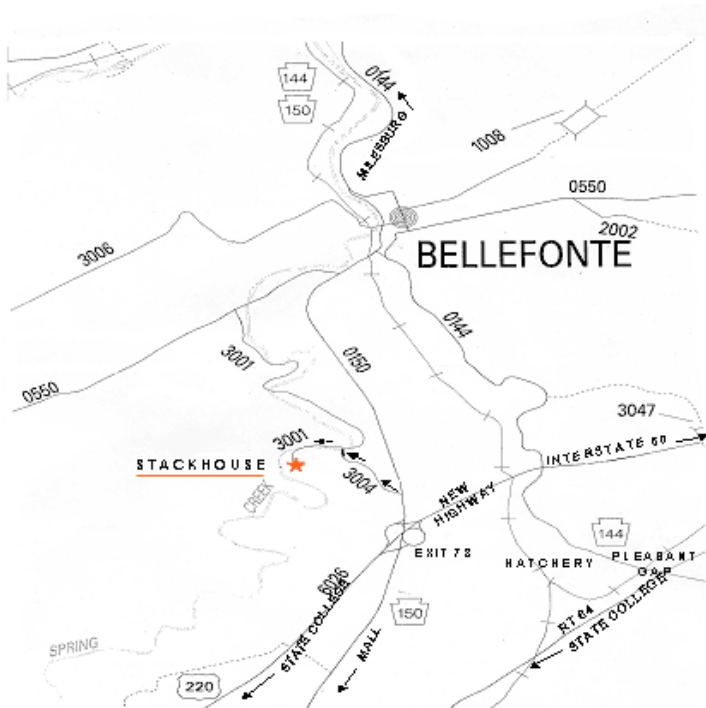 144
150
0144
MILESBURG
1008
0550
2002
3006
BELLEFONTE
3001
0150
0144
0550
3047
3001
INTERSTATE 80
STACKHOUSE
3004
CREEK
NEW
HIGHWAY
144
EXIT 78
HATCHERY
PLEASANT
GAP
6026
STATE COLLEGE
150
RT 64
STATE COLLEGE
MALL
SPRING
220